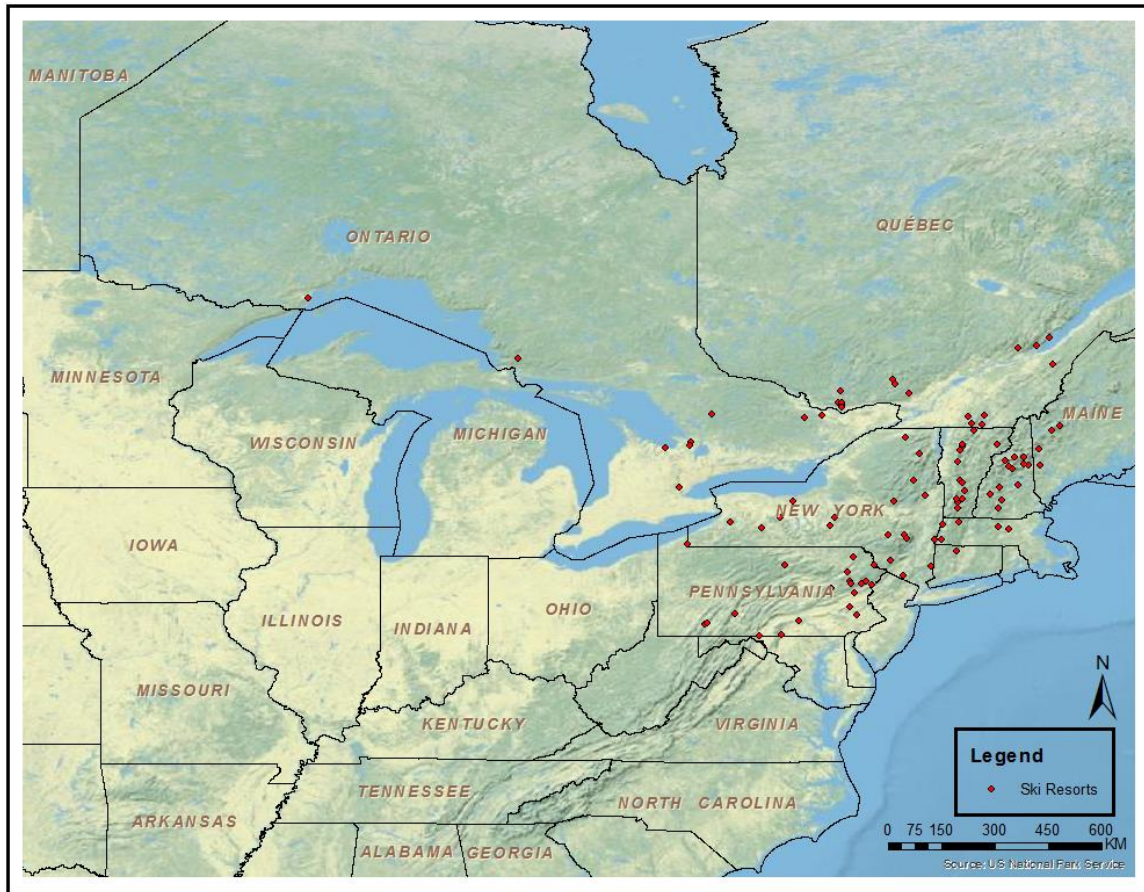 MANITOBA
ONTARIO
QUÉBEC
MINNESOTA
WISCONSIN
MICHIGAN
MAINE
NEW YORK
IOWA
PENNSYLVANIA
OHIO
ILLINOIS
INDIANA
MISSOURI
KENTUCKY
VIRGINIA
N
Legend
Ski Resorts
TENNESSEE
NORTH CAROLINA
ARKANSAS
0 75 150 300 450 600
KM
ALABAMA
GEORGIA
Source: US National Park Service